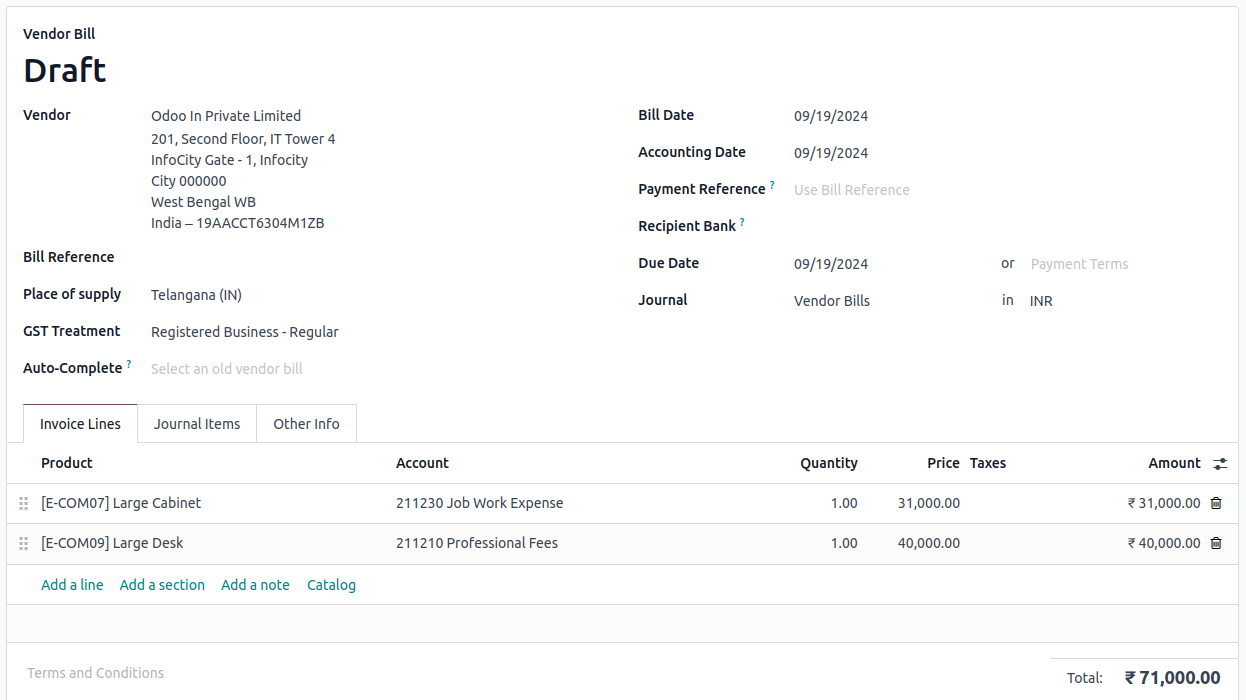 Vendor Bill
Draft
Vendor
Odoo In Private Limited
201, Second Floor, IT Tower 4
InfoCity Gate - 1, Infocity
City 000000
West Bengal WB
India – 19AACCT6304M1ZB
Bill Reference
Place of supply Telangana (IN)
GST Treatment Registered Business - Regular
Auto-Complete ? Select an old vendor bill
Bill Date 09/19/2024
Accounting Date 09/19/2024
Payment Reference ? Use Bill Reference
Recipient Bank ?
Due Date 09/19/2024 or Payment Terms
Journal Vendor Bills in INR
Invoice Lines Journal Items Other Info
Product Account Quantity Price Taxes Amount
[E-COM07] Large Cabinet 211230 Job Work Expense 1.00 31,000.00 ₹ 31,000.00
[E-COM09] Large Desk 211210 Professional Fees 1.00 40,000.00 ₹ 40,000.00
Add a line Add a section Add a note Catalog
Terms and Conditions
Total: ₹ 71,000.00